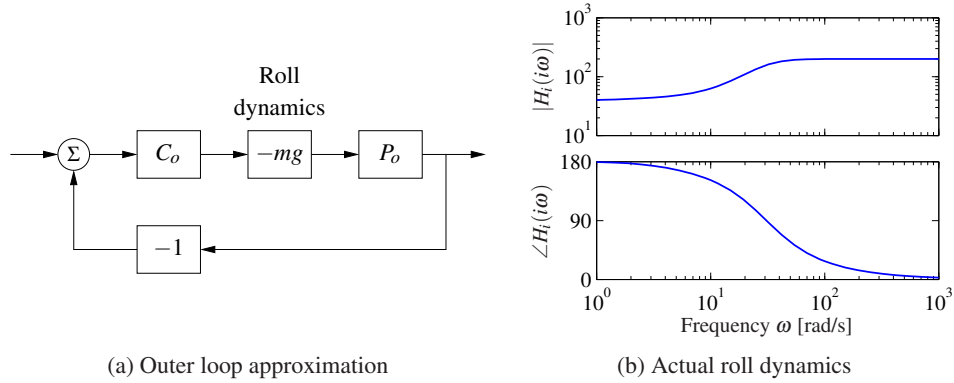 Roll
dynamics
Σ
C_o
−mg
P_o
−1
(a) Outer loop approximation
|H_i(iω)|
10^3
10^2
10^1
∠H_i(iω)
180
90
0
10^0 10^1 10^2 10^3
Frequency ω [rad/s]
(b) Actual roll dynamics